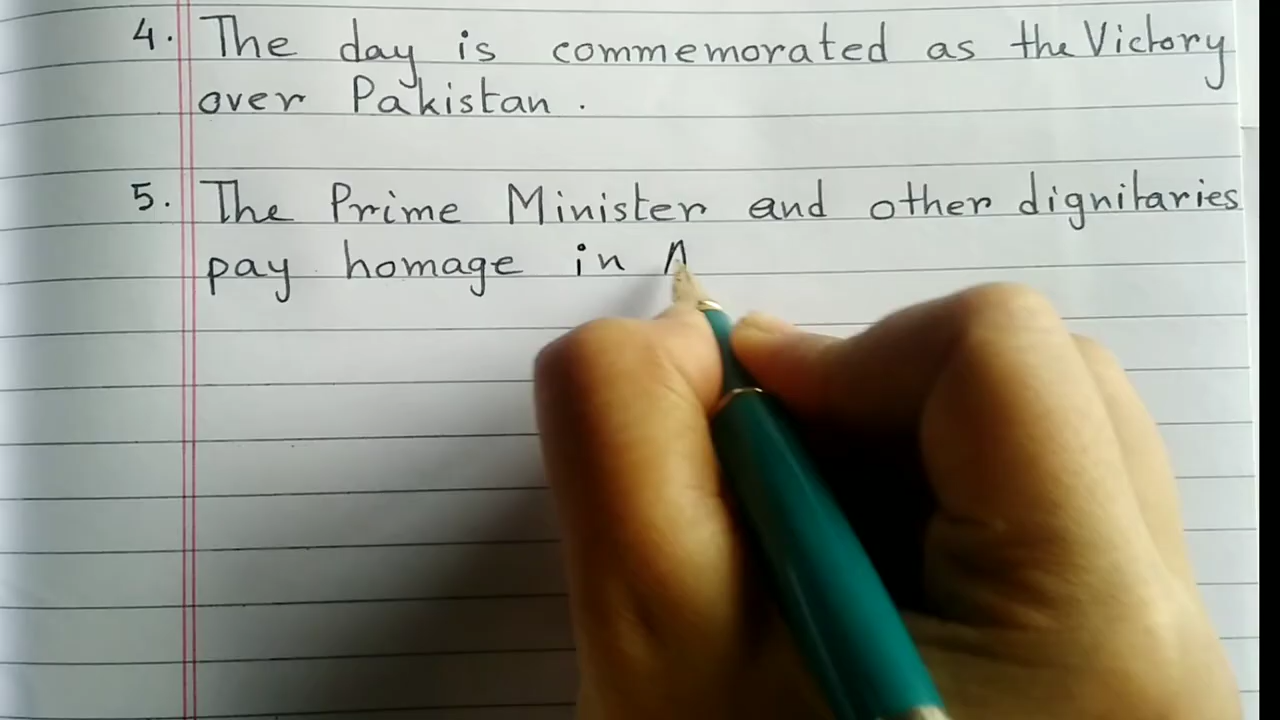 4. The day is commemorated as the Victory
over Pakistan.
5. The Prime Minister and other dignitaries
pay homage in